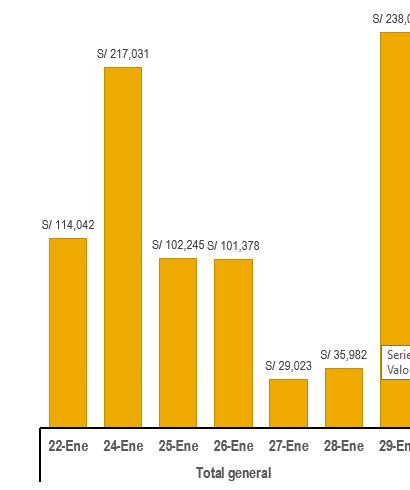 S/ 238,0
S/ 217,031
S/ 114,042
S/ 102,245 S/ 101,378
S/ 29,023
S/ 35,982
Serie
Valo
22-Ene 24-Ene 25-Ene 26-Ene 27-Ene 28-Ene 29-En
Total general